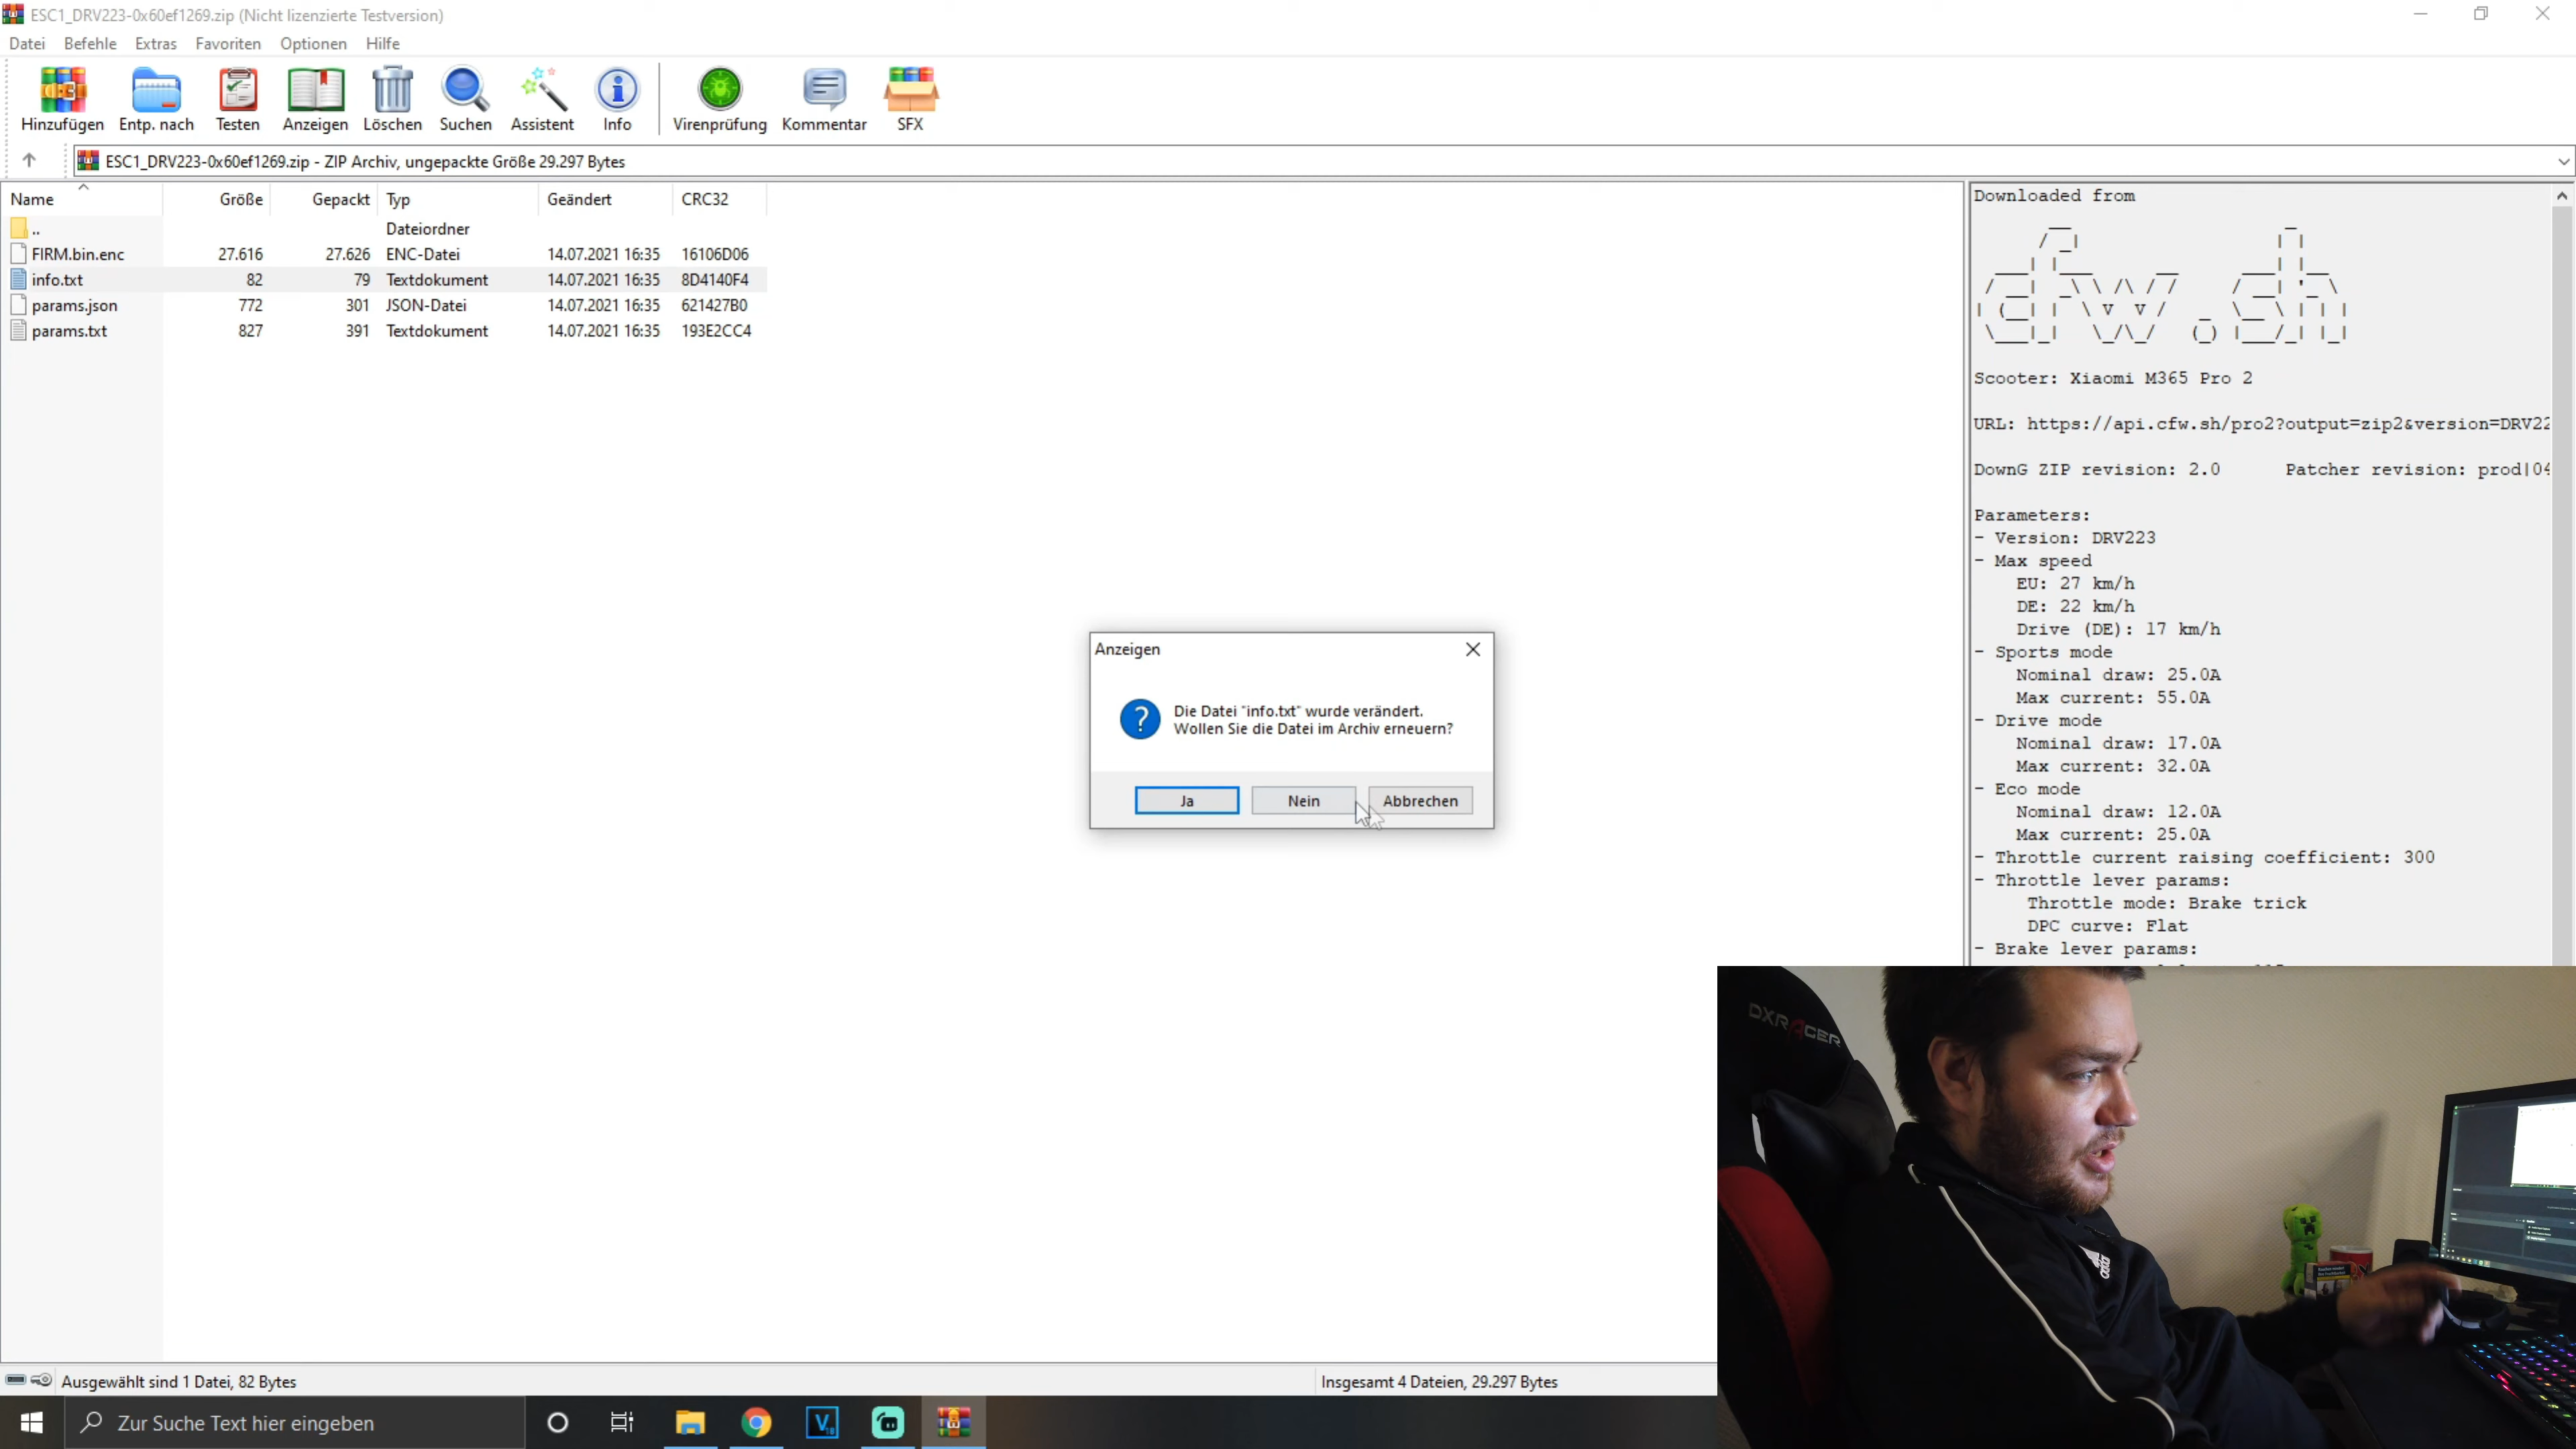 ESC1_DRV223-0x60ef1269.zip (Nicht lizenzierte Testversion)
Datei Befehle Extras Favoriten Optionen Hilfe
Hinzufügen Entp. nach Testen Anzeigen Löschen Suchen Assistent Info Virenprüfung Kommentar SFX
ESC1_DRV223-0x60ef1269.zip - ZIP Archiv, ungepackte Größe 29.297 Bytes
Name Größe Gepackt Typ Geändert CRC32
.. Dateiordner
FIRM.bin.enc 27.616 27.626 ENC-Datei 14.07.2021 16:35 16106D06
info.txt 82 79 Textdokument 14.07.2021 16:35 8D4140F4
params.json 772 301 JSON-Datei 14.07.2021 16:35 621427B0
params.txt 827 391 Textdokument 14.07.2021 16:35 193E2CC4
Downloaded from
cfw.sh
Scooter: Xiaomi M365 Pro 2
URL: https://api.cfw.sh/pro2?output=zip2&version=DRV22
DownG ZIP revision: 2.0 Patcher revision: prod|04
Parameters:
- Version: DRV223
- Max speed
EU: 27 km/h
DE: 22 km/h
Drive (DE): 17 km/h
- Sports mode
Nominal draw: 25.0A
Max current: 55.0A
- Drive mode
Nominal draw: 17.0A
Max current: 32.0A
- Eco mode
Nominal draw: 12.0A
Max current: 25.0A
- Throttle current raising coefficient: 300
- Throttle lever params:
Throttle mode: Brake trick
DPC curve: Flat
- Brake lever params:
Anzeigen
Die Datei "info.txt" wurde verändert.
Wollen Sie die Datei im Archiv erneuern?
Ja Nein Abbrechen
DXRACER
adidas
Ausgewählt sind 1 Datei, 82 Bytes
Insgesamt 4 Dateien, 29.297 Bytes
Zur Suche Text hier eingeben